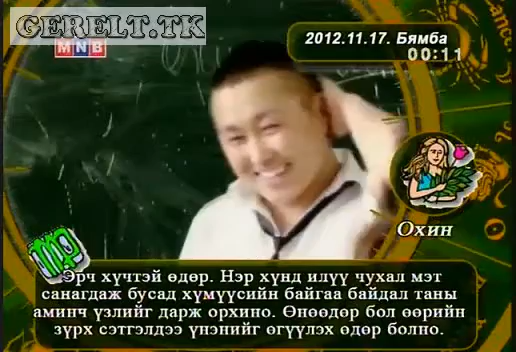 GERELT.TK
MNB
2012.11.17. Бямба
00:11
Охин
Эрч хүчтэй өдөр. Нэр хүнд илүү чухал мэт
санагдаж бусад хүмүүсийн байгаа байдал таны
аминч үзлийг дарж орхино. Өнөөдөр бол өөрийн
зүрх сэтгэлдээ үнэнийг өгүүлэх өдөр болно.